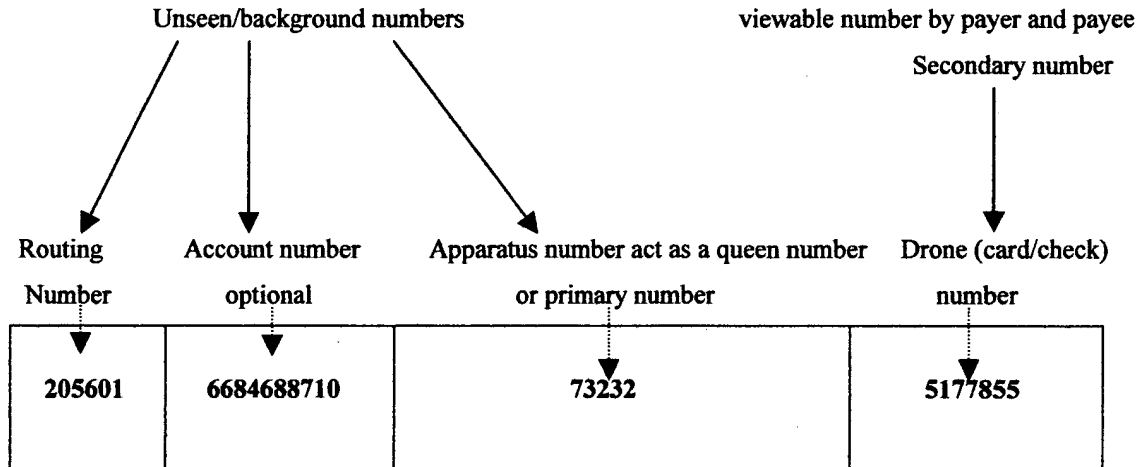 Unseen/background numbers
viewable number by payer and payee
Secondary number
Routing Number
Account number optional
Apparatus number act as a queen number or primary number
Drone (card/check) number
205601
6684688710
73232
5177855